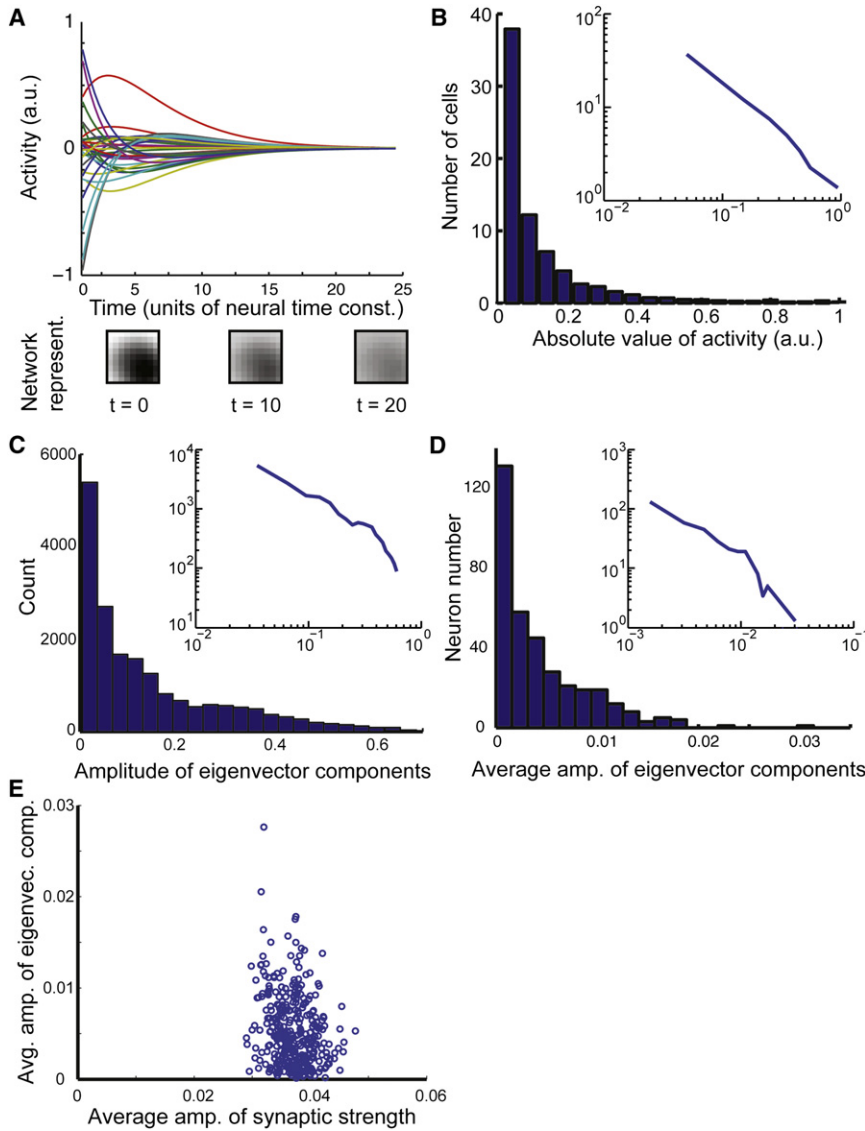 A
1
0
−1
Activity (a.u.)
0 2 5 10 15 20 25
Time (units of neural time const.)
Network
represent.
t = 0 t = 10 t = 20
B
40
30
20
10
0
Number of cells
10^2
10^1
10^0
10^-2 10^-1 10^0
0 0.2 0.4 0.6 0.8 1
Absolute value of activity (a.u.)
C
6000
4000
2000
0
Count
10^4
10^3
10^2
10^1
10^-2 10^-1 10^0
0 0.2 0.4 0.6
Amplitude of eigenvector components
D
120
80
40
0
Neuron number
10^3
10^2
10^1
10^0
10^-3 10^-2 10^-1
0 0.01 0.02 0.03
Average amp. of eigenvector components
E
0.03
0.02
0.01
0
Avg. amp. of eigenvec. comp.
0 0.02 0.04 0.06
Average amp. of synaptic strength